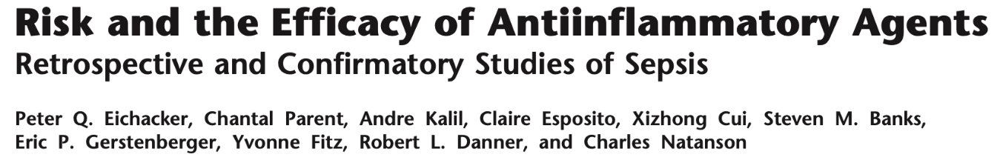 Risk and the Efficacy of Antiinflammatory Agents
Retrospective and Confirmatory Studies of Sepsis
Peter Q. Eichacker, Chantal Parent, Andre Kalil, Claire Esposito, Xizhong Cui, Steven M. Banks,
Eric P. Gerstenberger, Yvonne Fitz, Robert L. Danner, and Charles Natanson